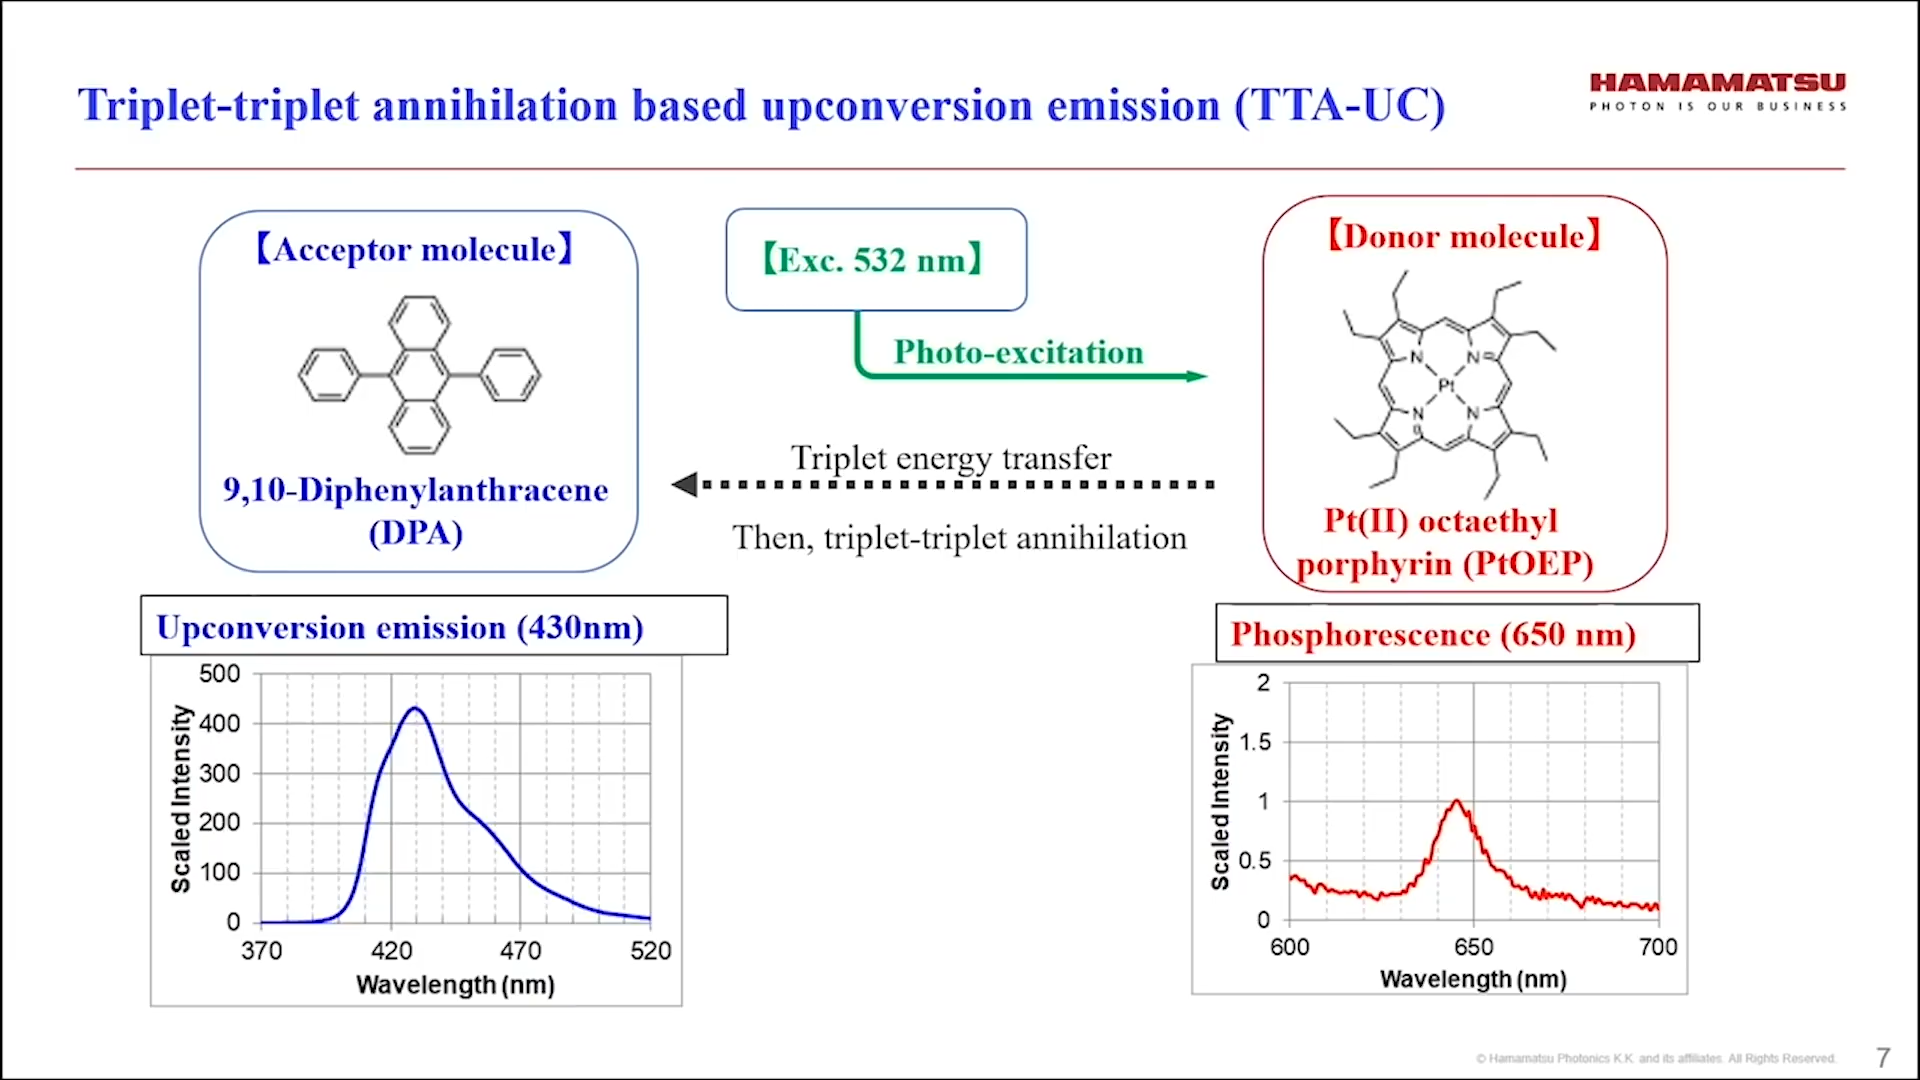 Triplet-triplet annihilation based upconversion emission (TTA-UC)
HAMAMATSU
PHOTON IS OUR BUSINESS
【Acceptor molecule】
9,10-Diphenylanthracene
(DPA)
【Exc. 532 nm】
Photo-excitation
Triplet energy transfer
Then, triplet-triplet annihilation
【Donor molecule】
N
N
Pt
N
N
Pt(II) octaethyl
porphyrin (PtOEP)
Upconversion emission (430nm)
Scaled Intensity
500
400
300
200
100
0
370 420 470 520
Wavelength (nm)
Phosphorescence (650 nm)
Scaled Intensity
2
1.5
1
0.5
0
600 650 700
Wavelength (nm)
© Hamamatsu Photonics K.K. and its affiliates. All Rights Reserved.
7